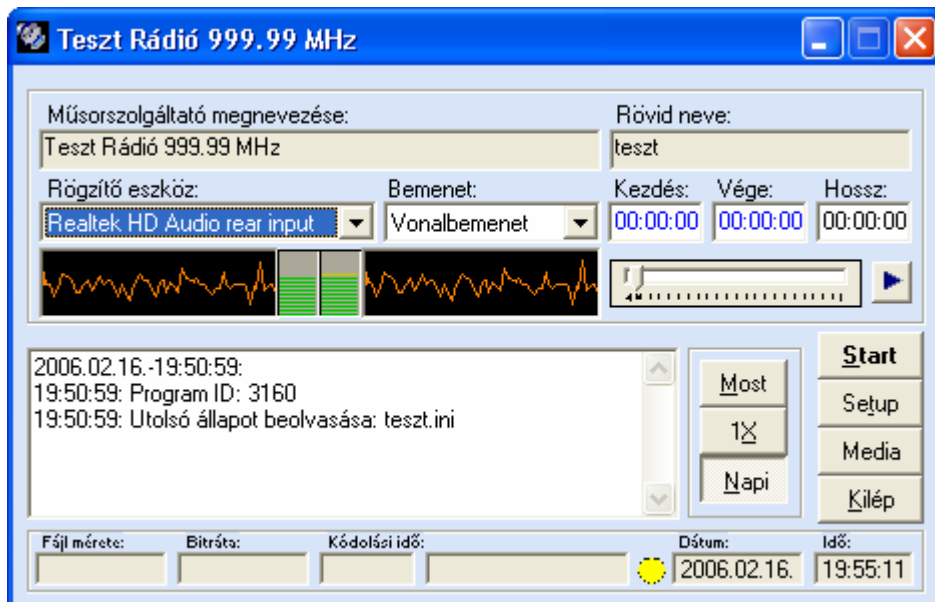 Teszt Rádió 999.99 MHz
Műsorszolgáltató megnevezése: Rövid neve:
Teszt Rádió 999.99 MHz teszt
Rögzítő eszköz: Bemenet: Kezdés: Vége: Hossz:
Realtek HD Audio rear input Vonalbemenet 00:00:00 00:00:00 00:00:00
2006.02.16.-19:50:59:
19:50:59: Program ID: 3160
19:50:59: Utolsó állapot beolvasása: teszt.ini
Most
1X
Napi
Start
Setup
Media
Kilép
Fájl mérete: Bitráta: Kódolási idő: Dátum: Idő:
2006.02.16. 19:55:11